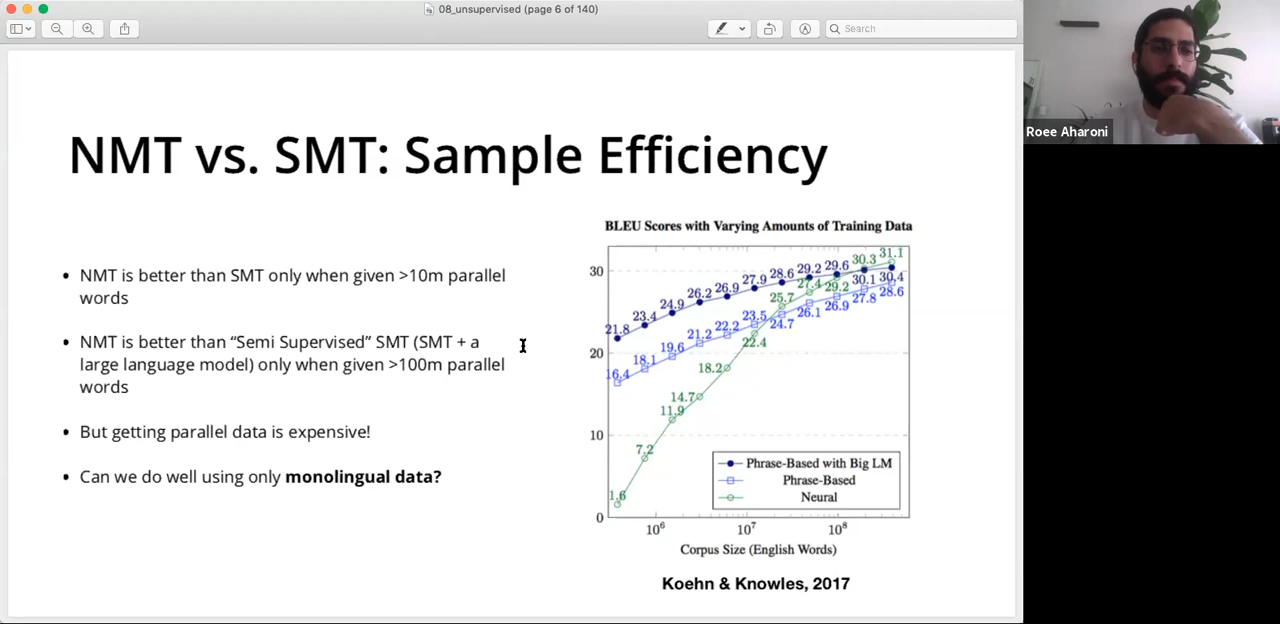 08_unsupervised (page 6 of 140)
Search
Roee Aharoni
NMT vs. SMT: Sample Efficiency
• NMT is better than SMT only when given >10m parallel
words
• NMT is better than “Semi Supervised” SMT (SMT + a
large language model) only when given >100m parallel
words
• But getting parallel data is expensive!
• Can we do well using only monolingual data?
BLEU Scores with Varying Amounts of Training Data
30
20
10
0
21.8 23.4 24.9 26.2 26.9 27.9 28.6 29.2 29.6 30.1 30.4
16.4 18.1 19.6 21.2 22.2 23.5 24.7 26.1 26.9 27.8 28.6
1.6 7.2 11.9 14.7 18.2 22.4 25.7 27.4 29.2 30.3 31.1
Phrase-Based with Big LM
Phrase-Based
Neural
10⁶ 10⁷ 10⁸
Corpus Size (English Words)
Koehn & Knowles, 2017